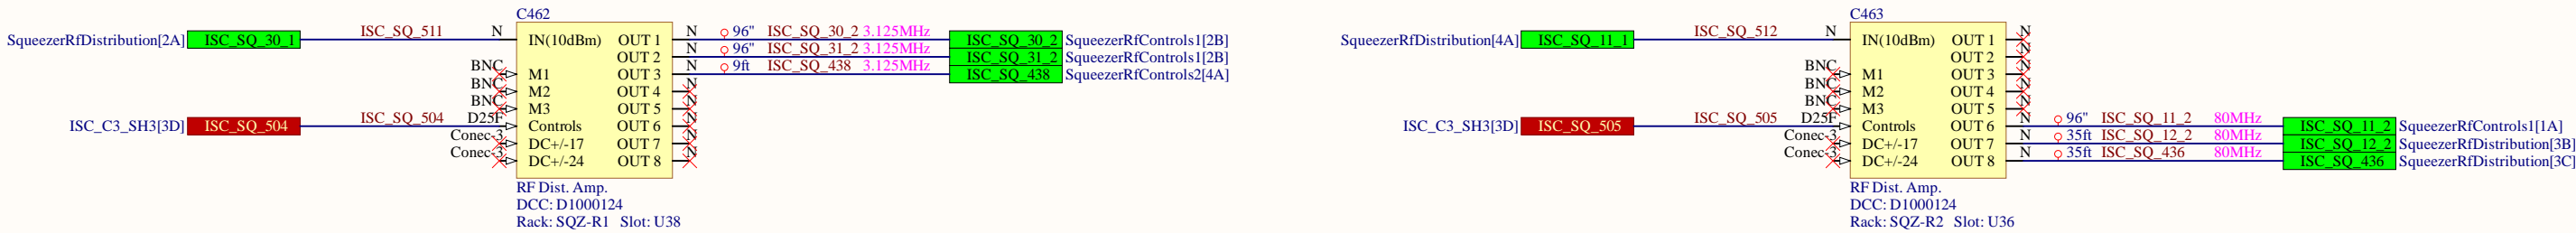 C462
SqueezerRfDistribution[2A] ISC_SQ_30_1 ISC_SQ_511 N IN(10dBm) OUT 1 N 96" ISC_SQ_30_2 3.125MHz ISC_SQ_30_2 SqueezerRfControls1[2B]
OUT 2 N 96" ISC_SQ_31_2 3.125MHz ISC_SQ_31_2 SqueezerRfControls1[2B]
BNC M1 OUT 3 N 9ft ISC_SQ_438 3.125MHz ISC_SQ_438 SqueezerRfControls2[4A]
BNC M2 OUT 4 N
BNC M3 OUT 5 N
ISC_C3_SH3[3D] ISC_SQ_504 ISC_SQ_504 D25F Controls OUT 6 N
Conec-3 DC+/-17 OUT 7 N
Conec-3 DC+/-24 OUT 8 N
RF Dist. Amp.
DCC: D1000124
Rack: SQZ-R1 Slot: U38
C463
SqueezerRfDistribution[4A] ISC_SQ_11_1 ISC_SQ_512 N IN(10dBm) OUT 1 N
OUT 2 N
BNC M1 OUT 3 N
BNC M2 OUT 4 N
BNC M3 OUT 5 N
ISC_C3_SH3[3D] ISC_SQ_505 ISC_SQ_505 D25F Controls OUT 6 N 96" ISC_SQ_11_2 80MHz ISC_SQ_11_2 SqueezerRfControls1[1A]
Conec-3 DC+/-17 OUT 7 N 35ft ISC_SQ_12_2 80MHz ISC_SQ_12_2 SqueezerRfDistribution[3B]
Conec-3 DC+/-24 OUT 8 N 35ft ISC_SQ_436 80MHz ISC_SQ_436 SqueezerRfDistribution[3C]
RF Dist. Amp.
DCC: D1000124
Rack: SQZ-R2 Slot: U36